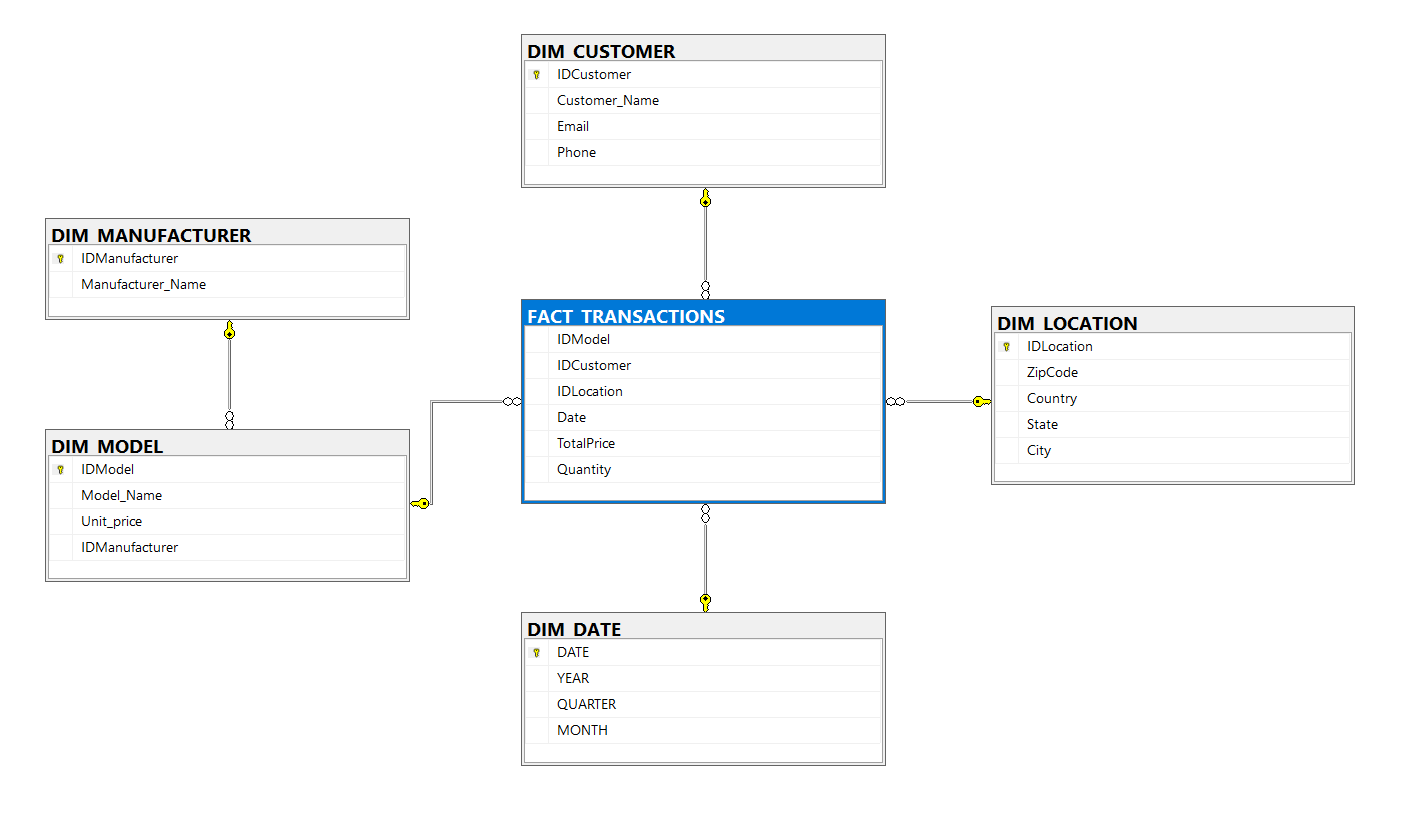 DIM_CUSTOMER
IDCustomer
Customer_Name
Email
Phone
DIM_MANUFACTURER
IDManufacturer
Manufacturer_Name
FACT_TRANSACTIONS
IDModel
IDCustomer
IDLocation
Date
TotalPrice
Quantity
DIM_LOCATION
IDLocation
ZipCode
Country
State
City
DIM_MODEL
IDModel
Model_Name
Unit_price
IDManufacturer
DIM_DATE
DATE
YEAR
QUARTER
MONTH